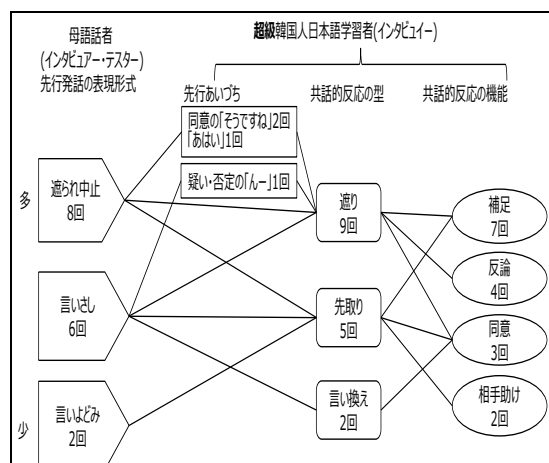 母語話者
(インタビュアー・テスター)
先行発話の表現形式
超級韓国人日本語学習者(インタビュイー)
先行あいづち
共話的反応の型
共話的反応の機能
同意の「そうですね」2回
「あはい」1回
疑い・否定の「んー」1回
多
遮られ中止
8回
遮り
9回
補足
7回
反論
4回
言いさし
6回
先取り
5回
同意
3回
少
言いよどみ
2回
言い換え
2回
相手助け
2回